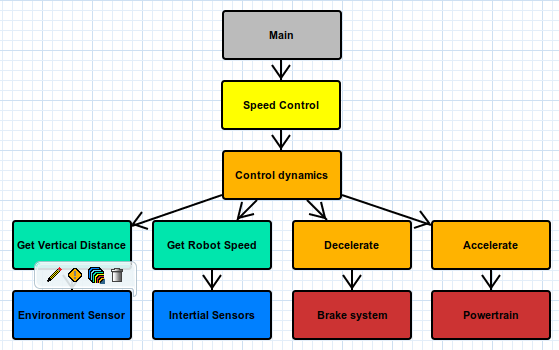 Main
Speed Control
Control dynamics
Get Vertical Distance
Get Robot Speed
Decelerate
Accelerate
Environment Sensor
Intertial Sensors
Brake system
Powertrain